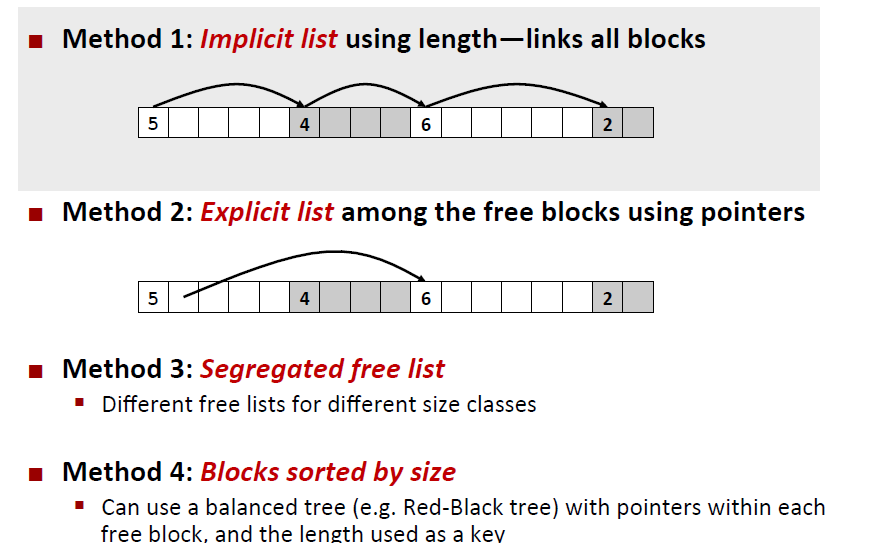 Method 1: Implicit list using length—links all blocks
5 4 6 2
Method 2: Explicit list among the free blocks using pointers
5 4 6 2
Method 3: Segregated free list
Different free lists for different size classes
Method 4: Blocks sorted by size
Can use a balanced tree (e.g. Red-Black tree) with pointers within each
free block, and the length used as a key